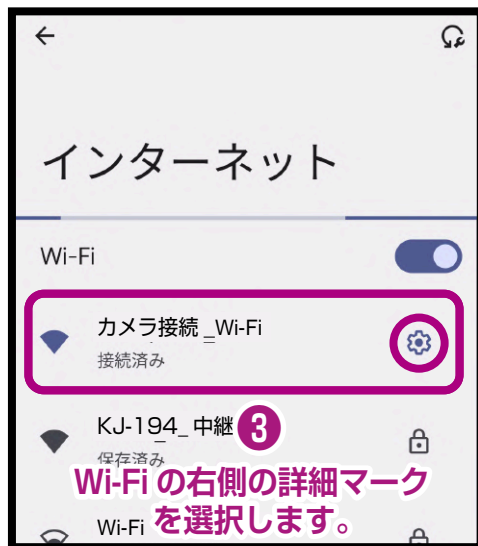 インターネット
Wi-Fi
カメラ接続_Wi-Fi
接続済み
KJ-194_中継
保存済み
❸
Wi-Fi の右側の詳細マーク
Wi-Fi
を選択します。